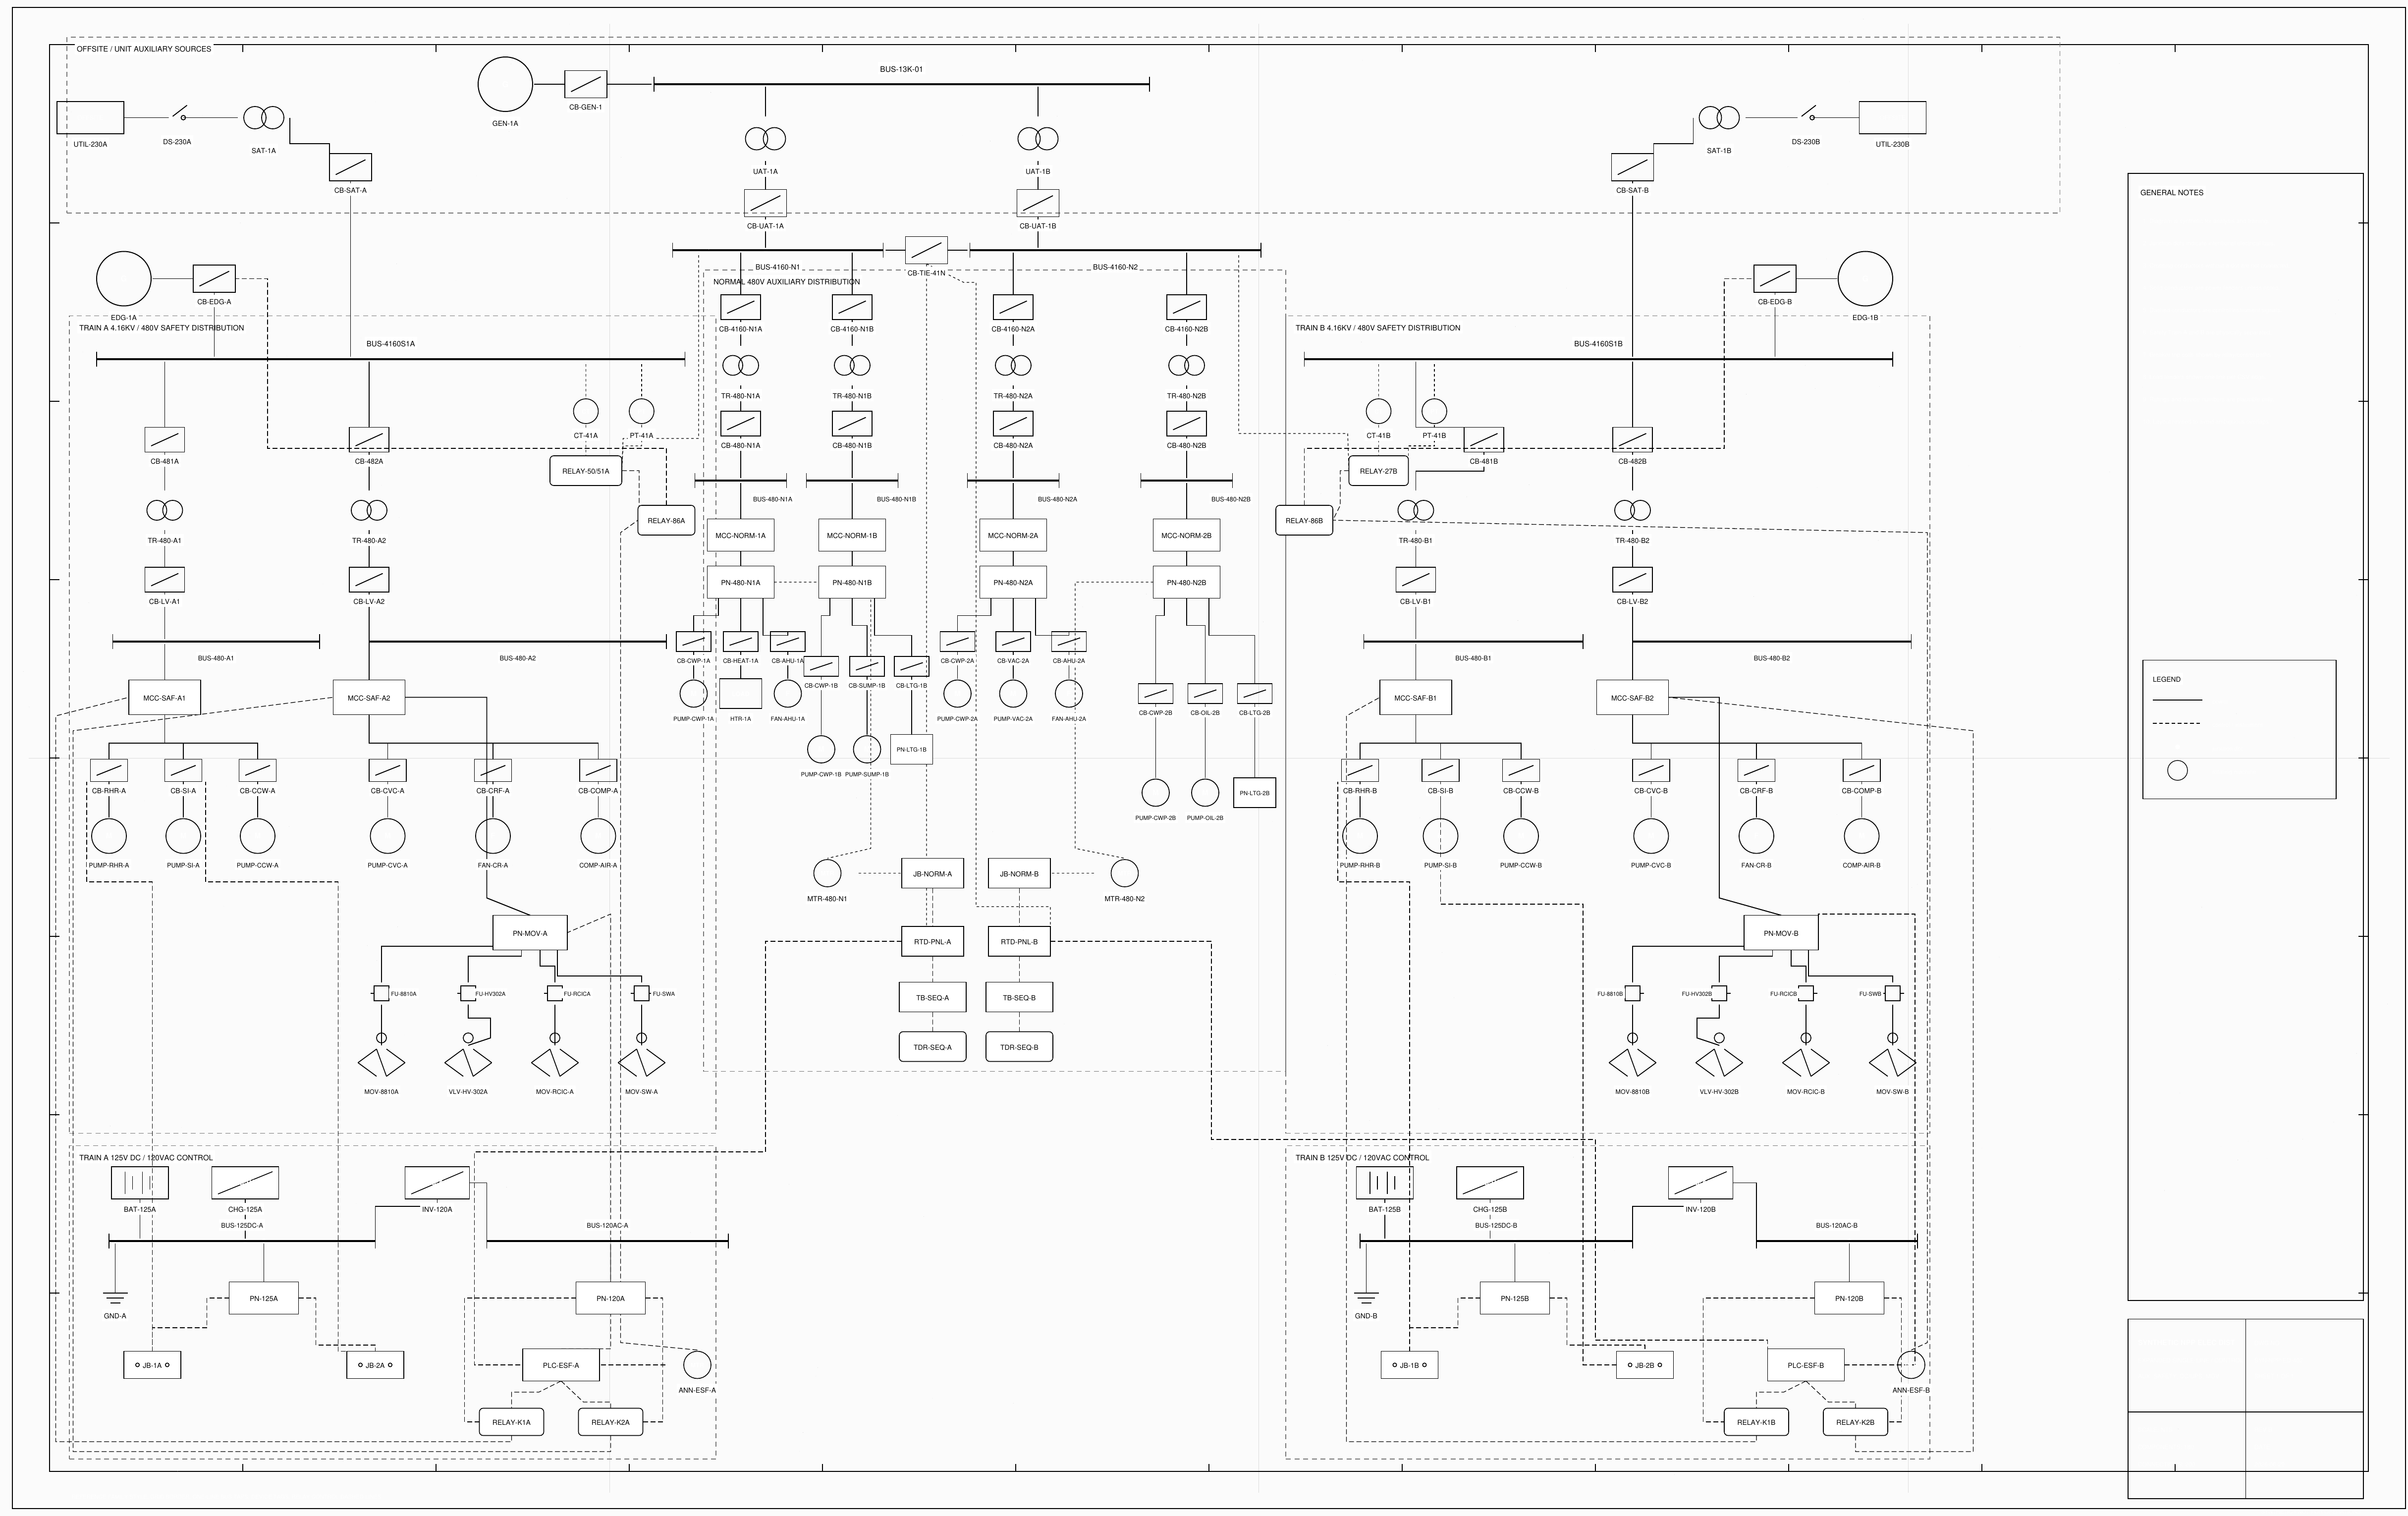 OFFSITE / UNIT AUXILIARY SOURCES
BUS-13K-01
CB-GEN-1
GEN-1A
UTIL-230A
DS-230A
SAT-1A
SAT-1B
DS-230B
UTIL-230B
UAT-1A
UAT-1B
CB-SAT-A
CB-SAT-B
GENERAL NOTES
CB-UAT-1A
CB-UAT-1B
BUS-4160-N1
CB-TIE-41N
BUS-4160-N2
NORMAL 480V AUXILIARY DISTRIBUTION
CB-EDG-A
CB-EDG-B
EDG-1A
EDG-1B
TRAIN A 4.16KV / 480V SAFETY DISTRIBUTION
CB-4160-N1A
CB-4160-N1B
CB-4160-N2A
CB-4160-N2B
TRAIN B 4.16KV / 480V SAFETY DISTRIBUTION
BUS-4160S1A
BUS-4160S1B
TR-480-N1A
TR-480-N1B
TR-480-N2A
TR-480-N2B
CT-41A
PT-41A
CT-41B
PT-41B
CB-480-N1A
CB-480-N1B
CB-480-N2A
CB-480-N2B
CB-481A
CB-482A
CB-481B
CB-482B
RELAY-50/51A
RELAY-27B
BUS-480-N1A
BUS-480-N1B
BUS-480-N2A
BUS-480-N2B
RELAY-86A
RELAY-86B
TR-480-A1
TR-480-A2
MCC-NORM-1A
MCC-NORM-1B
MCC-NORM-2A
MCC-NORM-2B
TR-480-B1
TR-480-B2
PN-480-N1A
PN-480-N1B
PN-480-N2A
PN-480-N2B
CB-LV-A1
CB-LV-A2
CB-LV-B1
CB-LV-B2
BUS-480-A1
BUS-480-A2
CB-CWP-1A
CB-HEAT-1A
CB-AHU-1A
CB-CWP-2A
CB-VAC-2A
CB-AHU-2A
BUS-480-B1
BUS-480-B2
CB-CWP-1B
CB-SUMP-1B
CB-LTG-1B
LEGEND
MCC-SAF-A1
MCC-SAF-A2
MCC-SAF-B1
MCC-SAF-B2
CB-CWP-2B
CB-OIL-2B
CB-LTG-2B
PUMP-CWP-1A
HTR-1A
FAN-AHU-1A
PUMP-CWP-2A
PUMP-VAC-2A
FAN-AHU-2A
PN-LTG-1B
PUMP-CWP-1B
PUMP-SUMP-1B
CB-RHR-A
CB-SI-A
CB-CCW-A
CB-CVC-A
CB-CRF-A
CB-COMP-A
PN-LTG-2B
CB-RHR-B
CB-SI-B
CB-CCW-B
CB-CVC-B
CB-CRF-B
CB-COMP-B
PUMP-CWP-2B
PUMP-OIL-2B
PUMP-RHR-A
PUMP-SI-A
PUMP-CCW-A
PUMP-CVC-A
FAN-CR-A
COMP-AIR-A
PUMP-RHR-B
PUMP-SI-B
PUMP-CCW-B
PUMP-CVC-B
FAN-CR-B
COMP-AIR-B
JB-NORM-A
JB-NORM-B
MTR-480-N1
MTR-480-N2
PN-MOV-A
RTD-PNL-A
RTD-PNL-B
PN-MOV-B
FU-8810A
FU-HV302A
FU-RCICA
FU-SWA
TB-SEQ-A
TB-SEQ-B
FU-8810B
FU-HV302B
FU-RCICB
FU-SWB
TDR-SEQ-A
TDR-SEQ-B
MOV-8810A
VLV-HV-302A
MOV-RCIC-A
MOV-SW-A
MOV-8810B
VLV-HV-302B
MOV-RCIC-B
MOV-SW-B
TRAIN A 125V DC / 120VAC CONTROL
TRAIN B 125V DC / 120VAC CONTROL
BAT-125A
CHG-125A
INV-120A
BAT-125B
CHG-125B
INV-120B
BUS-125DC-A
BUS-120AC-A
BUS-125DC-B
BUS-120AC-B
PN-125A
PN-120A
PN-125B
PN-120B
GND-A
GND-B
JB-1A
JB-2A
PLC-ESF-A
JB-1B
JB-2B
PLC-ESF-B
ANN-ESF-A
ANN-ESF-B
RELAY-K1A
RELAY-K2A
RELAY-K1B
RELAY-K2B